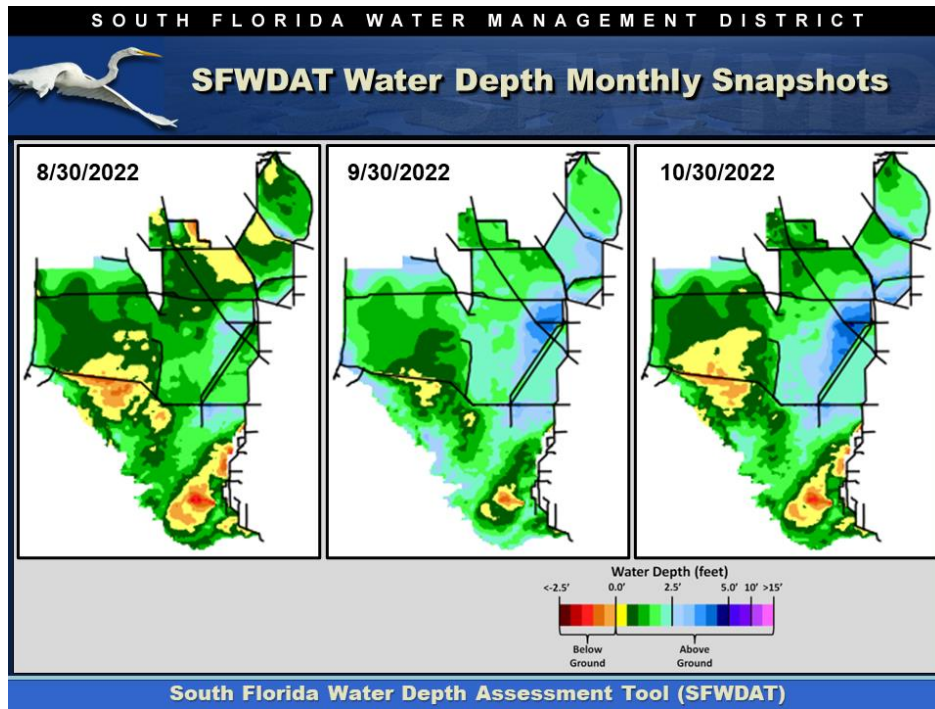 SOUTH FLORIDA WATER MANAGEMENT DISTRICT
SFWDAT Water Depth Monthly Snapshots
8/30/2022
9/30/2022
10/30/2022
Water Depth (feet)
<-2.5' 0.0' 2.5' 5.0' 10' >15'
Below Ground
Above Ground
South Florida Water Depth Assessment Tool (SFWDAT)